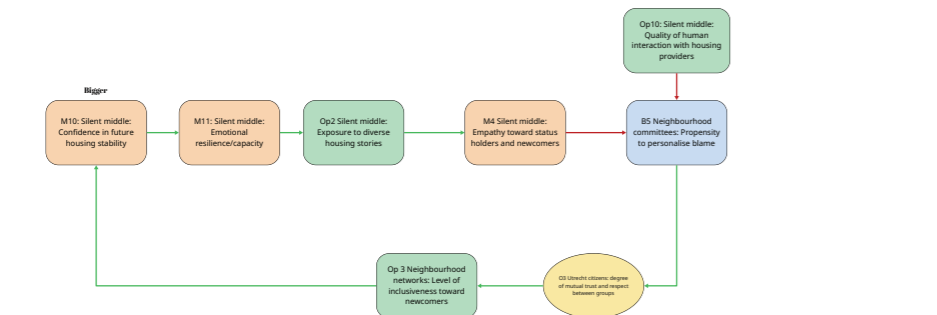 Op10: Silent middle:
Quality of human
interaction with housing
providers
Bigger
M10: Silent middle:
Confidence in future
housing stability
M11: Silent middle:
Emotional
resilience/capacity
Op2 Silent middle:
Exposure to diverse
housing stories
M4 Silent middle:
Empathy toward status
holders and newcomers
B5 Neighbourhood
committees: Propensity
to personalise blame
Op 3 Neighbourhood
networks: Level of
inclusiveness toward
newcomers
O3 Utrecht citizens: degree
of mutual trust and respect
between groups